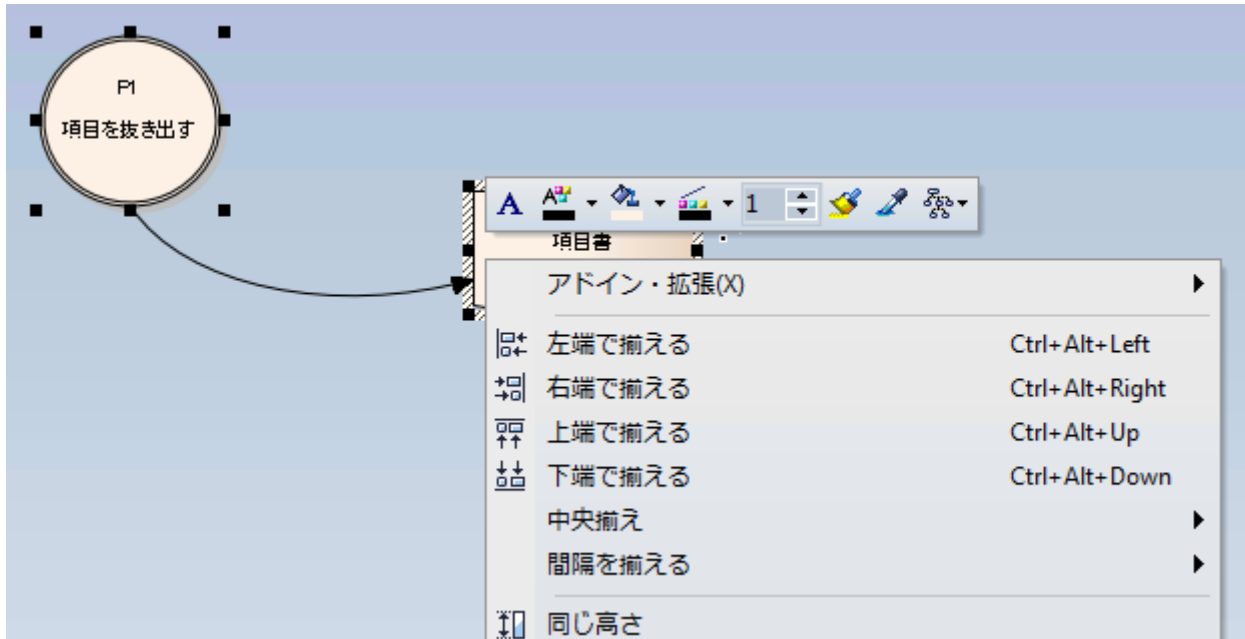 P1
項目を抜き出す
A A 1
項目書
アドイン・拡張(X)
左端で揃える Ctrl+Alt+Left
右端で揃える Ctrl+Alt+Right
上端で揃える Ctrl+Alt+Up
下端で揃える Ctrl+Alt+Down
中央揃え
間隔を揃える
同じ高さ